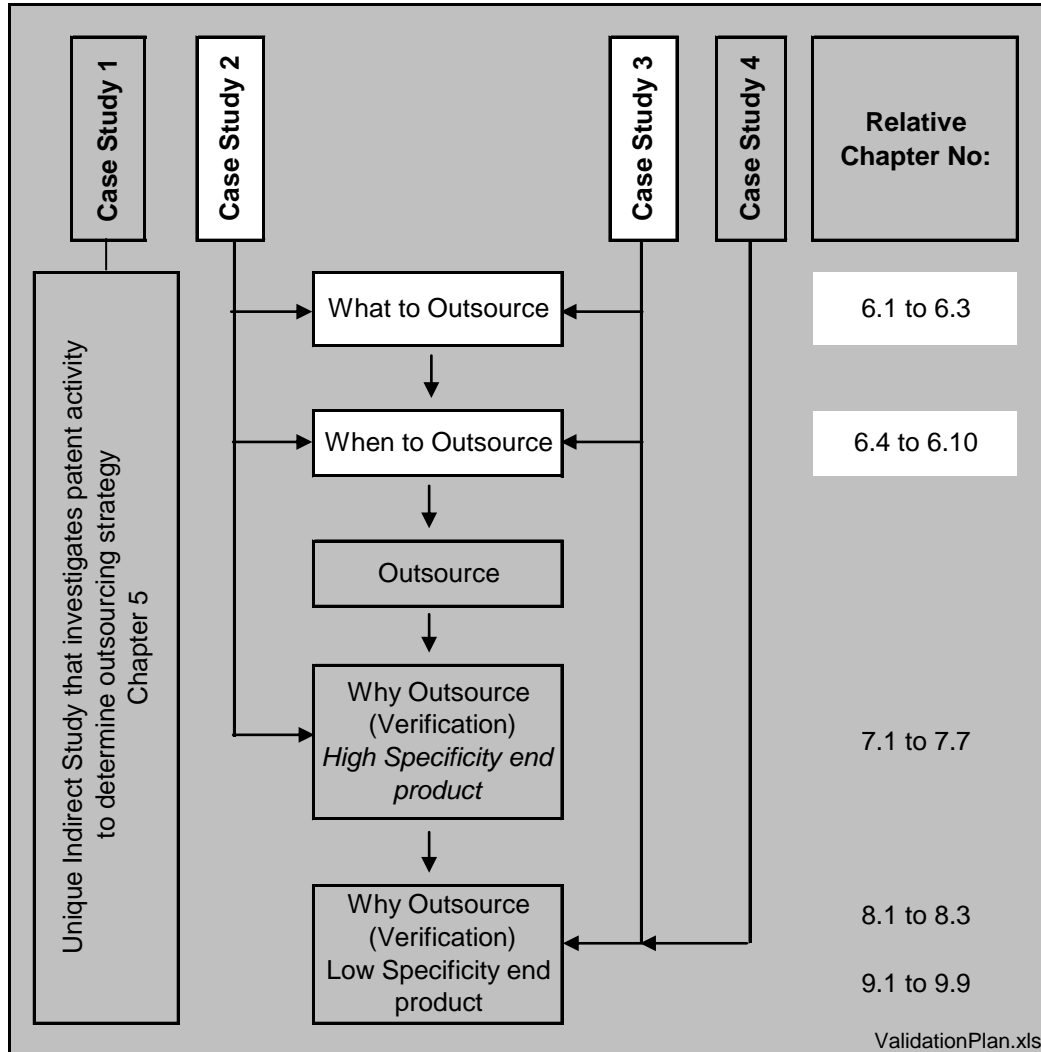 Case Study 1
Case Study 2
Case Study 3
Case Study 4
Relative
Chapter No:
Unique Indirect Study that investigates patent activity
to determine outsourcing strategy
Chapter 5
What to Outsource
6.1 to 6.3
When to Outsource
6.4 to 6.10
Outsource
Why Outsource
(Verification)
High Specificity end
product
7.1 to 7.7
Why Outsource
(Verification)
Low Specificity end
product
8.1 to 8.3
9.1 to 9.9
ValidationPlan.xls